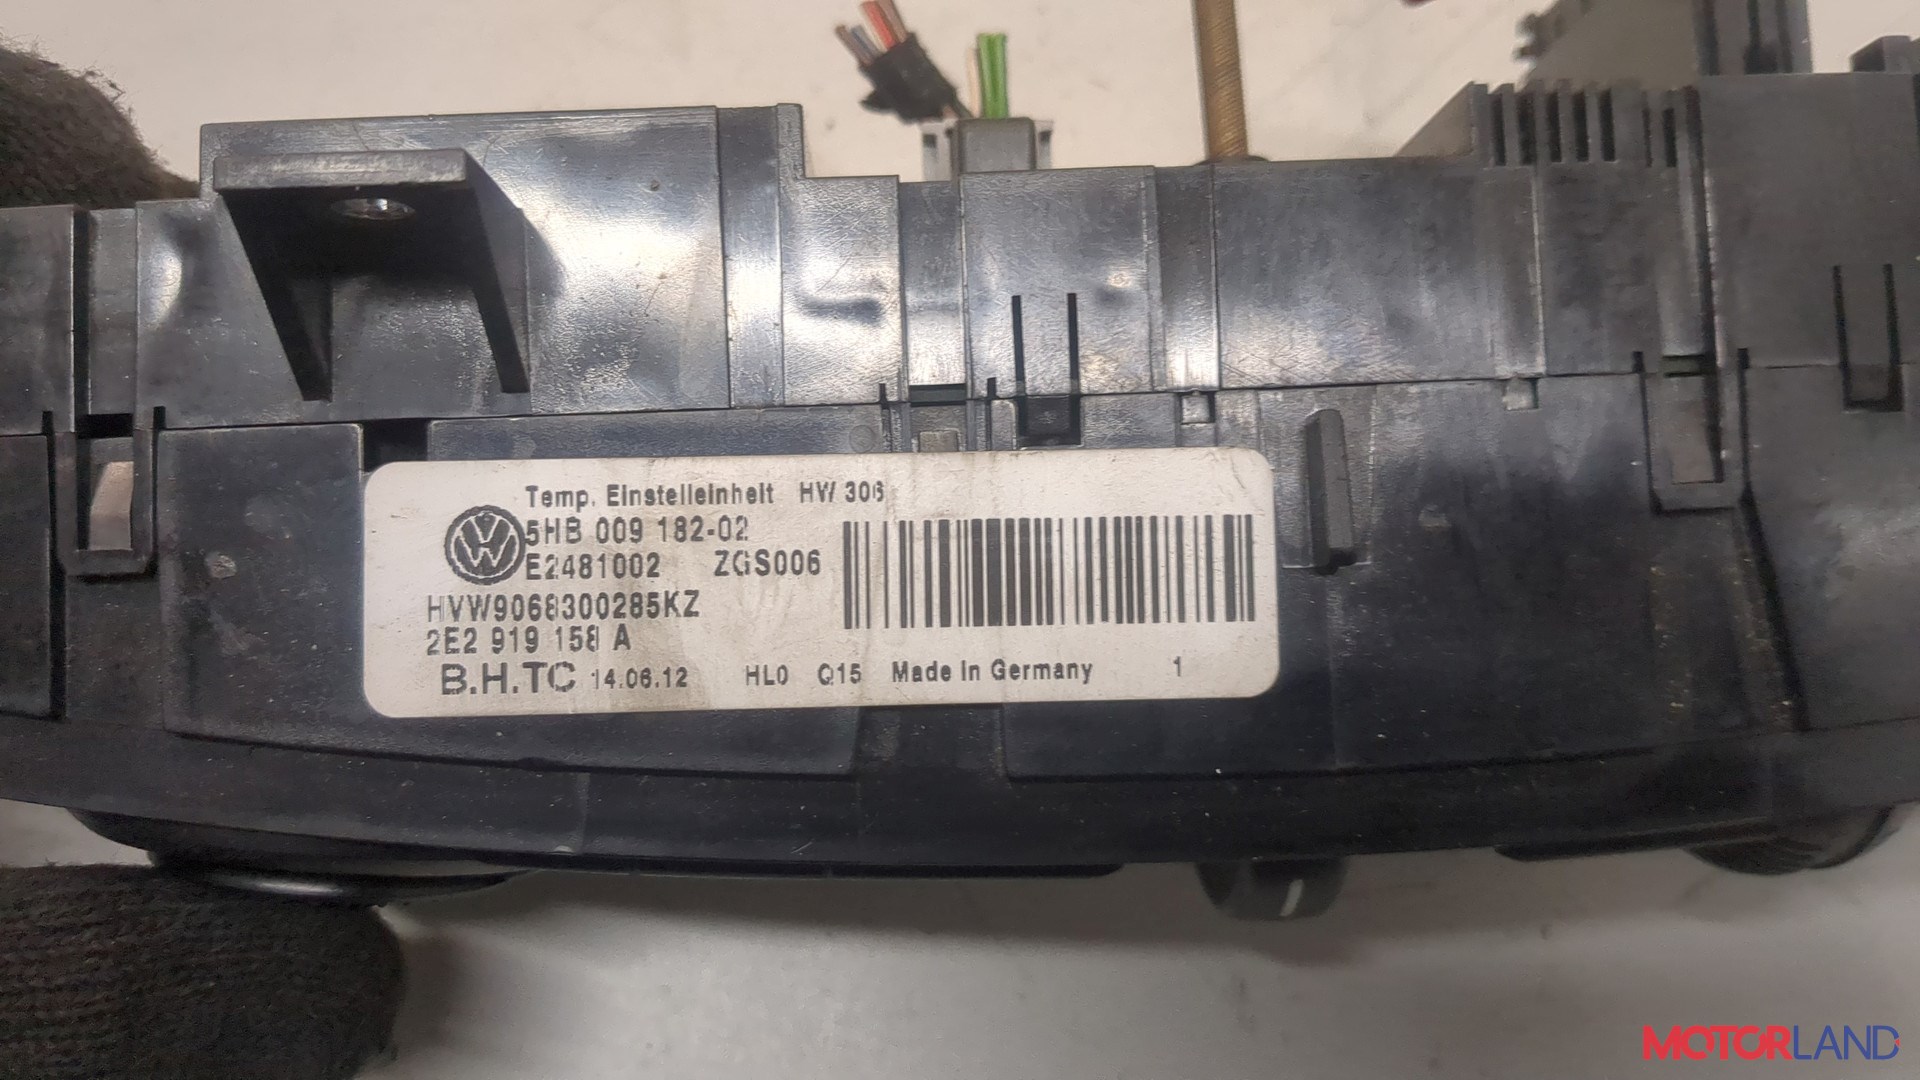 Temp. Einstelleinheit HW 306
5HB 009 182-02
E2481002 ZGS006
HVW9068300285KZ
2E2 919 158 A
B.H.TC 14.06.12 HL0 Q15 Made in Germany 1
MOTORLAND